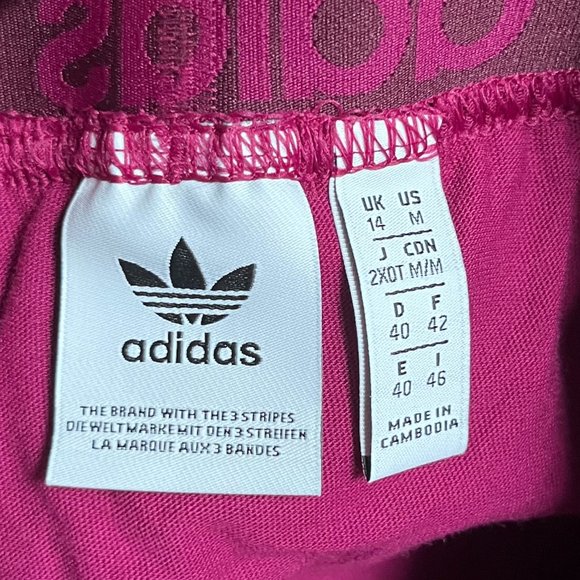 adidas
adidas
THE BRAND WITH THE 3 STRIPES
DIE WELTMARKE MIT DEN 3 STREIFEN
LA MARQUE AUX 3 BANDES
UK US
14 M
J CDN
2XOT M/M
D F
40 42
E I
40 46
MADE IN
CAMBODIA